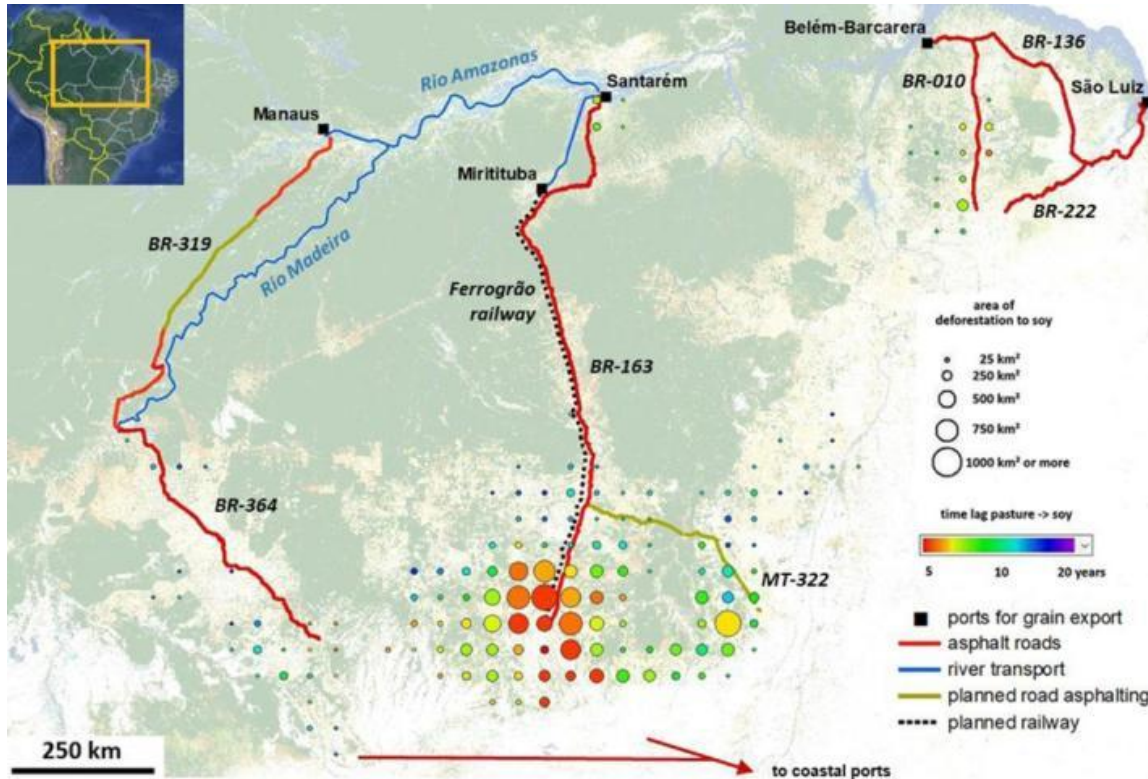 Belém-Barcarera
BR-136
Rio Amazonas
Santarém
BR-010
São Luiz
Manaus
Miritituba
BR-222
BR-319
Rio Madeira
Ferrogrão
railway
area of
deforestation to soy
BR-163
25 km²
250 km²
500 km²
750 km²
1000 km² or more
BR-364
time lag pasture -> soy
MT-322
5 10 20 years
ports for grain export
asphalt roads
river transport
planned road asphalting
planned railway
250 km
to coastal ports